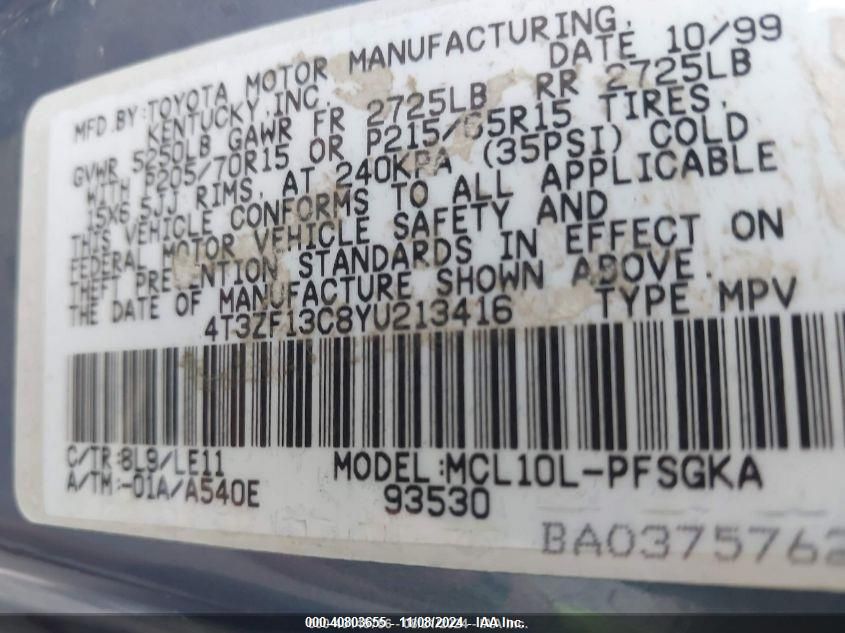 MFD.BY:TOYOTA MOTOR MANUFACTURING,
KENTUCKY,INC. DATE 10/99
GVWR 5250LB GAWR FR 2725LB RR 2725LB
WITH P205/70R15 OR P215/65R15 TIRES,
15X6.5JJ RIMS, AT 240KPA (35PSI) COLD
THIS VEHICLE CONFORMS TO ALL APPLICABLE
FEDERAL MOTOR VEHICLE SAFETY AND
THEFT PREVENTION STANDARDS IN EFFECT ON
THE DATE OF MANUFACTURE SHOWN ABOVE.
4T3ZF13C8YU213416 TYPE MPV
C/TR:8L9/LE11 MODEL:MCL10L-PFSGKA
A/TM:-01A/A540E 93530
BA0375762
000-40803655 - 11/08/2024 - IAA Inc.